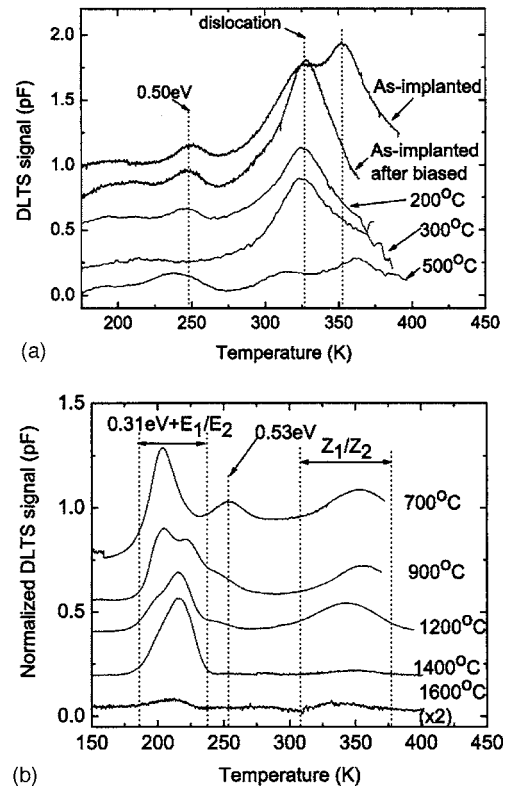 dislocation
2.0
0.50eV
As-implanted
1.5
As-implanted
after biased
1.0
200°C
0.5
300°C
500°C
0.0
DLTS signal (pF)
200 250 300 350 400 450
(a)
Temperature (K)
1.5
0.31eV+E1/E2
0.53eV
Z1/Z2
700°C
1.0
900°C
0.5
1200°C
1400°C
1600°C
0.0
(x2)
Normalized DLTS signal (pF)
150 200 250 300 350 400 450
(b)
Temperature (K)